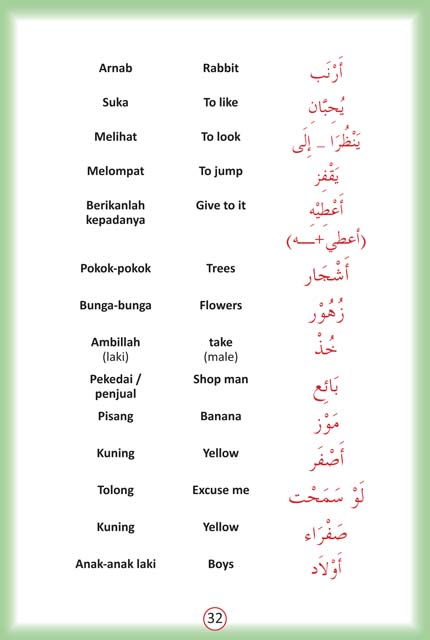 Arnab Rabbit أَرْنَب
Suka To like يُحِبَّانِ
Melihat To look يَنْظُرَا – إِلَى
Melompat To jump يَقْفِز
Berikanlah Give to it أَعْطِيْهِ
kepadanya
(أعطي+ـــه)
Pokok-pokok Trees أَشْجَار
Bunga-bunga Flowers زُهُوْر
Ambillah take خُذْ
(laki) (male)
Pekedai / Shop man بَائِع
penjual
Pisang Banana مَوْز
Kuning Yellow أَصْفَر
Tolong Excuse me لَوْ سَمَحْت
Kuning Yellow صَفْرَاء
Anak-anak laki Boys أَوْلَاد
32